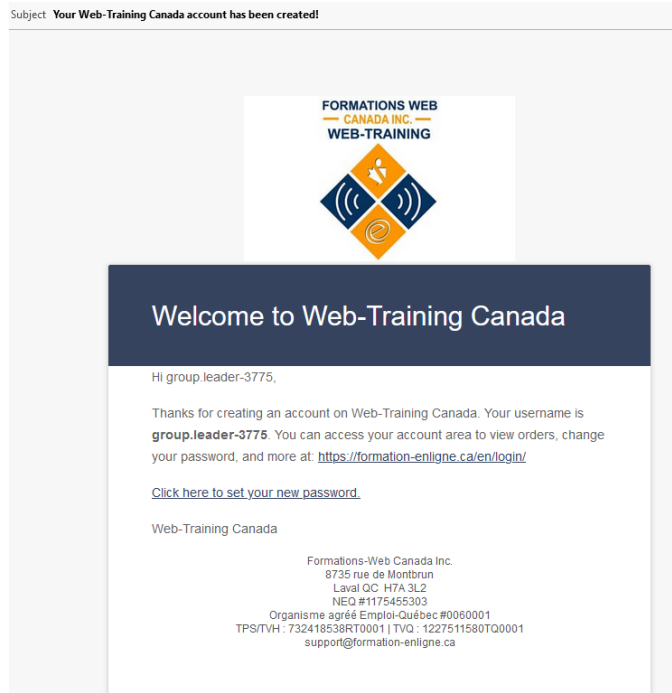 Subject Your Web-Training Canada account has been created!
FORMATIONS WEB
CANADA INC.
WEB-TRAINING
e
Welcome to Web-Training Canada
Hi group.leader-3775,
Thanks for creating an account on Web-Training Canada. Your username is
group.leader-3775. You can access your account area to view orders, change
your password, and more at: https://formation-enligne.ca/en/login/
Click here to set your new password.
Web-Training Canada
Formations-Web Canada Inc.
8735 rue de Montbrun
Laval QC H7A 3L2
NEQ #1175455303
Organisme agréé Emploi-Québec #0060001
TPS/TVH : 732418538RT0001 | TVQ : 1227511580TQ0001
support@formation-enligne.ca